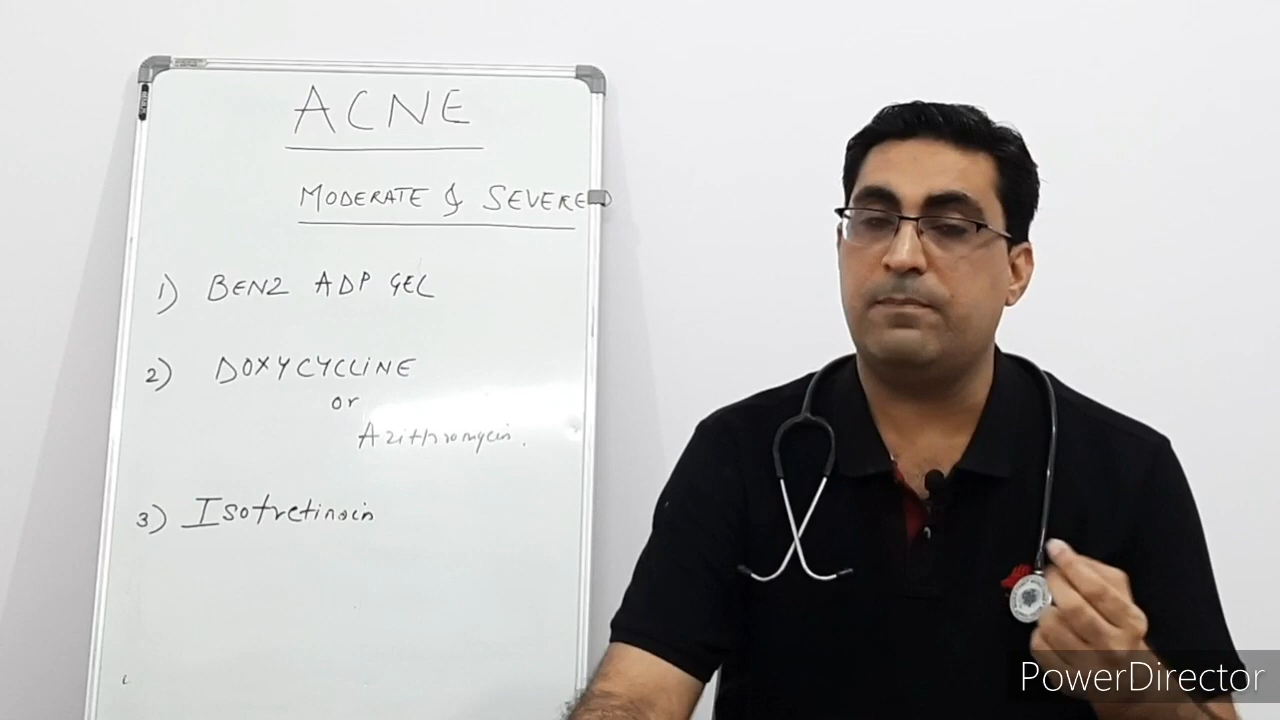 ACNE
MODERATE & SEVERE
1) BENZ ADP GEL
2) DOXYCYCLINE
or
Azithromycin.
3) Isotretinoin
PowerDirector